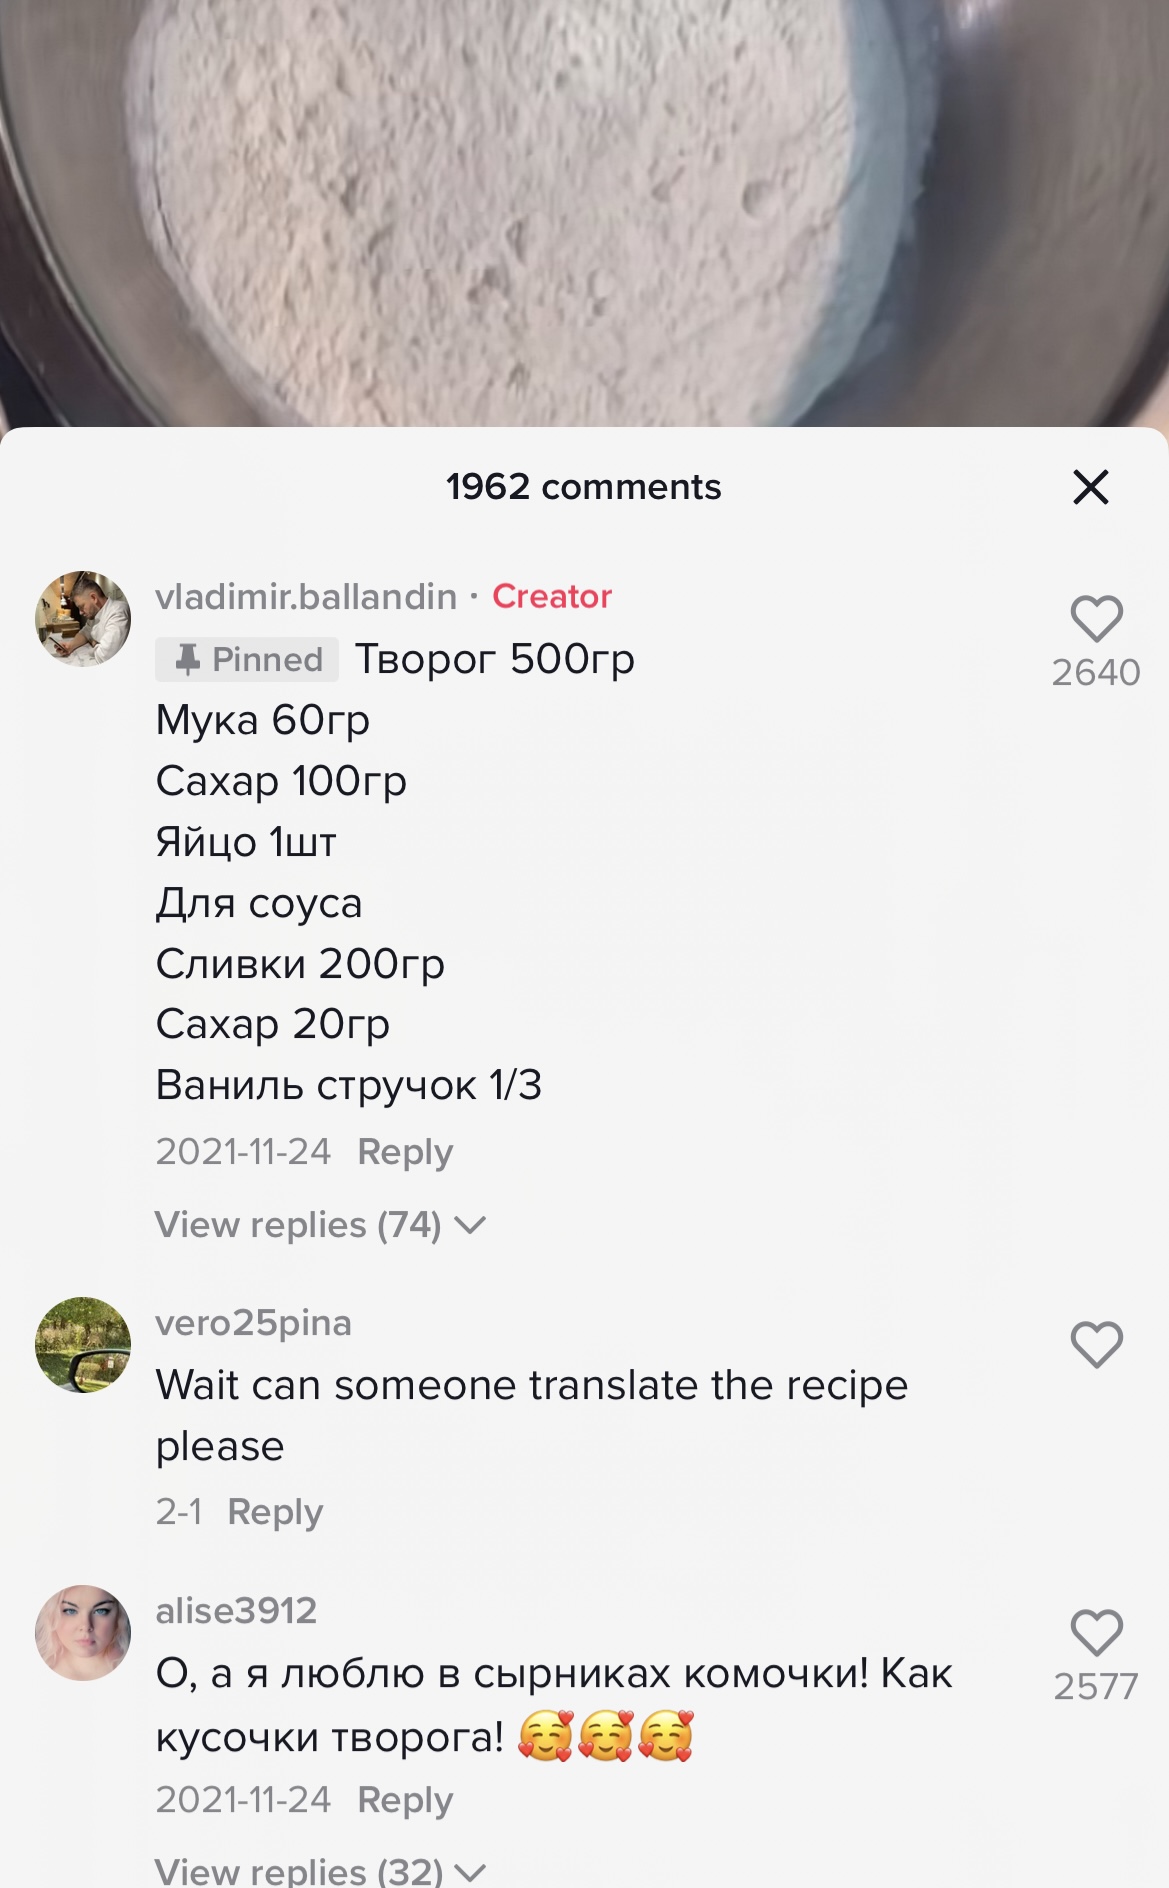 1962 comments
vladimir.ballandin · Creator
Pinned Творог 500гр
Мука 60гр
Сахар 100гр
Яйцо 1шт
Для соуса
Сливки 200гр
Сахар 20гр
Ваниль стручок 1/3
2021-11-24 Reply
View replies (74)
2640
vero25pina
Wait can someone translate the recipe
please
2-1 Reply
alise3912
О, а я люблю в сырниках комочки! Как
кусочки творога! 🥰🥰🥰
2021-11-24 Reply
View replies (32)
2577